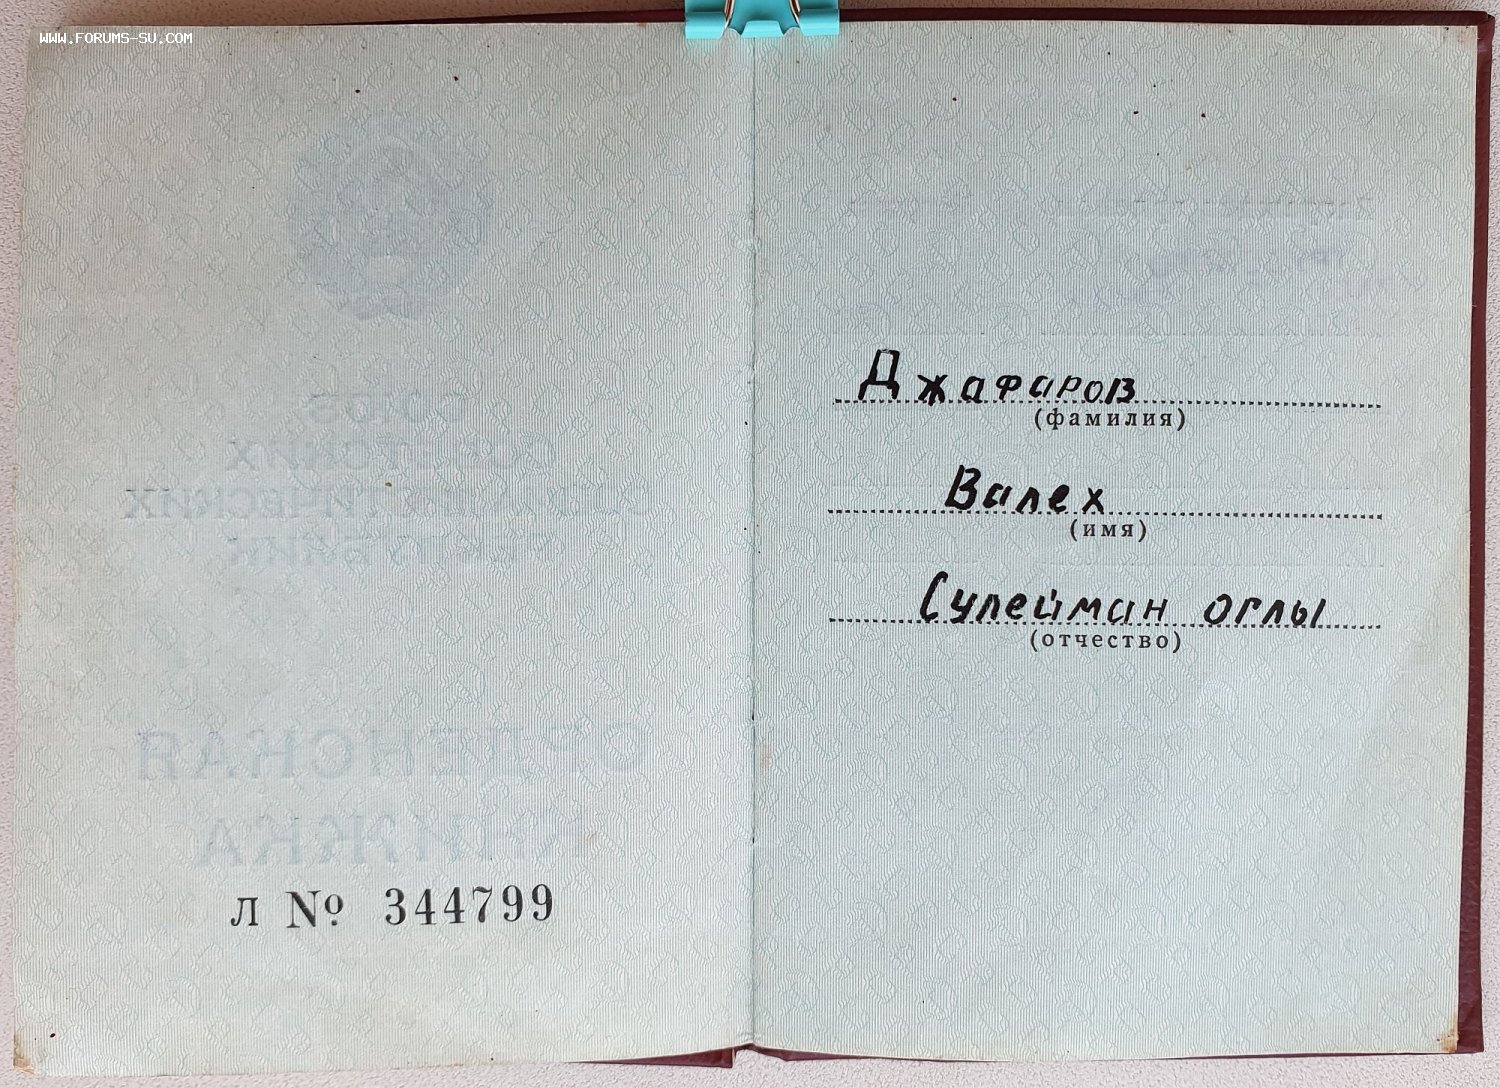 WWW.FORUMS-SU.COM
Л № 344799
Джафаров
(фамилия)
Валех
(имя)
Сулейман оглы
(отчество)